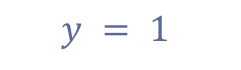 y = 1